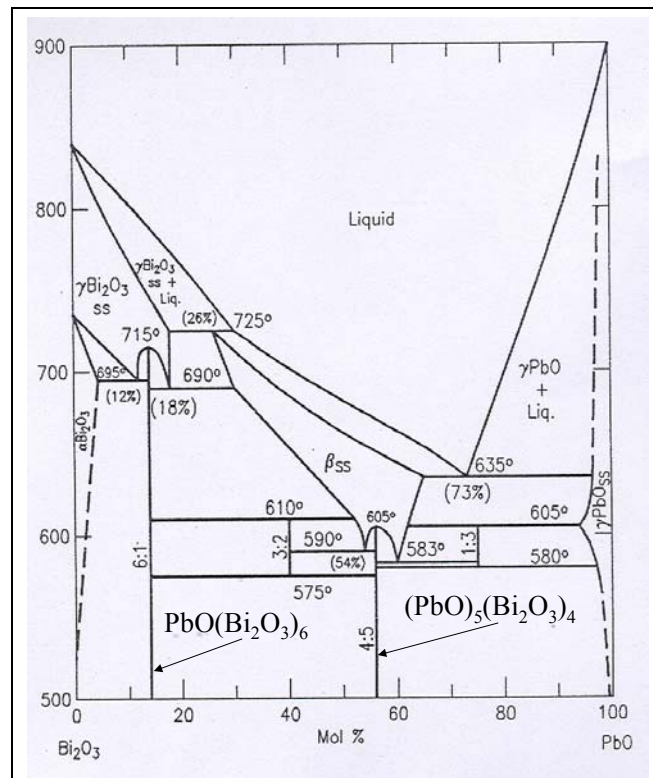 900
800
700
600
500
Liquid
γBi₂O₃
ss +
Liq.
(26%)
725°
γBi₂O₃
ss
715°
695°
(12%)
690°
(18%)
αBi₂O₃
γPbO
+
Liq.
βss
635°
(73%)
γPbOss
610°
605°
605°
590°
583°
580°
(54%)
575°
6:1
3:2
1:3
4:5
PbO(Bi₂O₃)₆
(PbO)₅(Bi₂O₃)₄
0 20 40 60 80 100
Mol %
Bi₂O₃
PbO